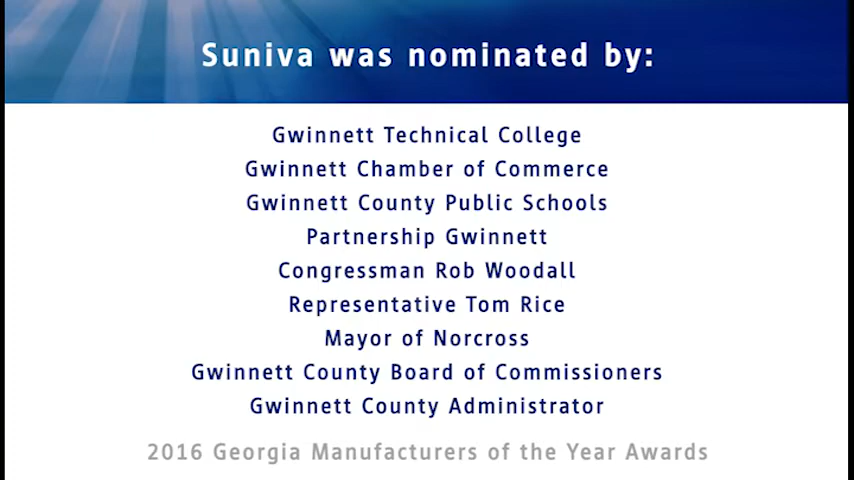 Suniva was nominated by:
Gwinnett Technical College
Gwinnett Chamber of Commerce
Gwinnett County Public Schools
Partnership Gwinnett
Congressman Rob Woodall
Representative Tom Rice
Mayor of Norcross
Gwinnett County Board of Commissioners
Gwinnett County Administrator
2016 Georgia Manufacturers of the Year Awards